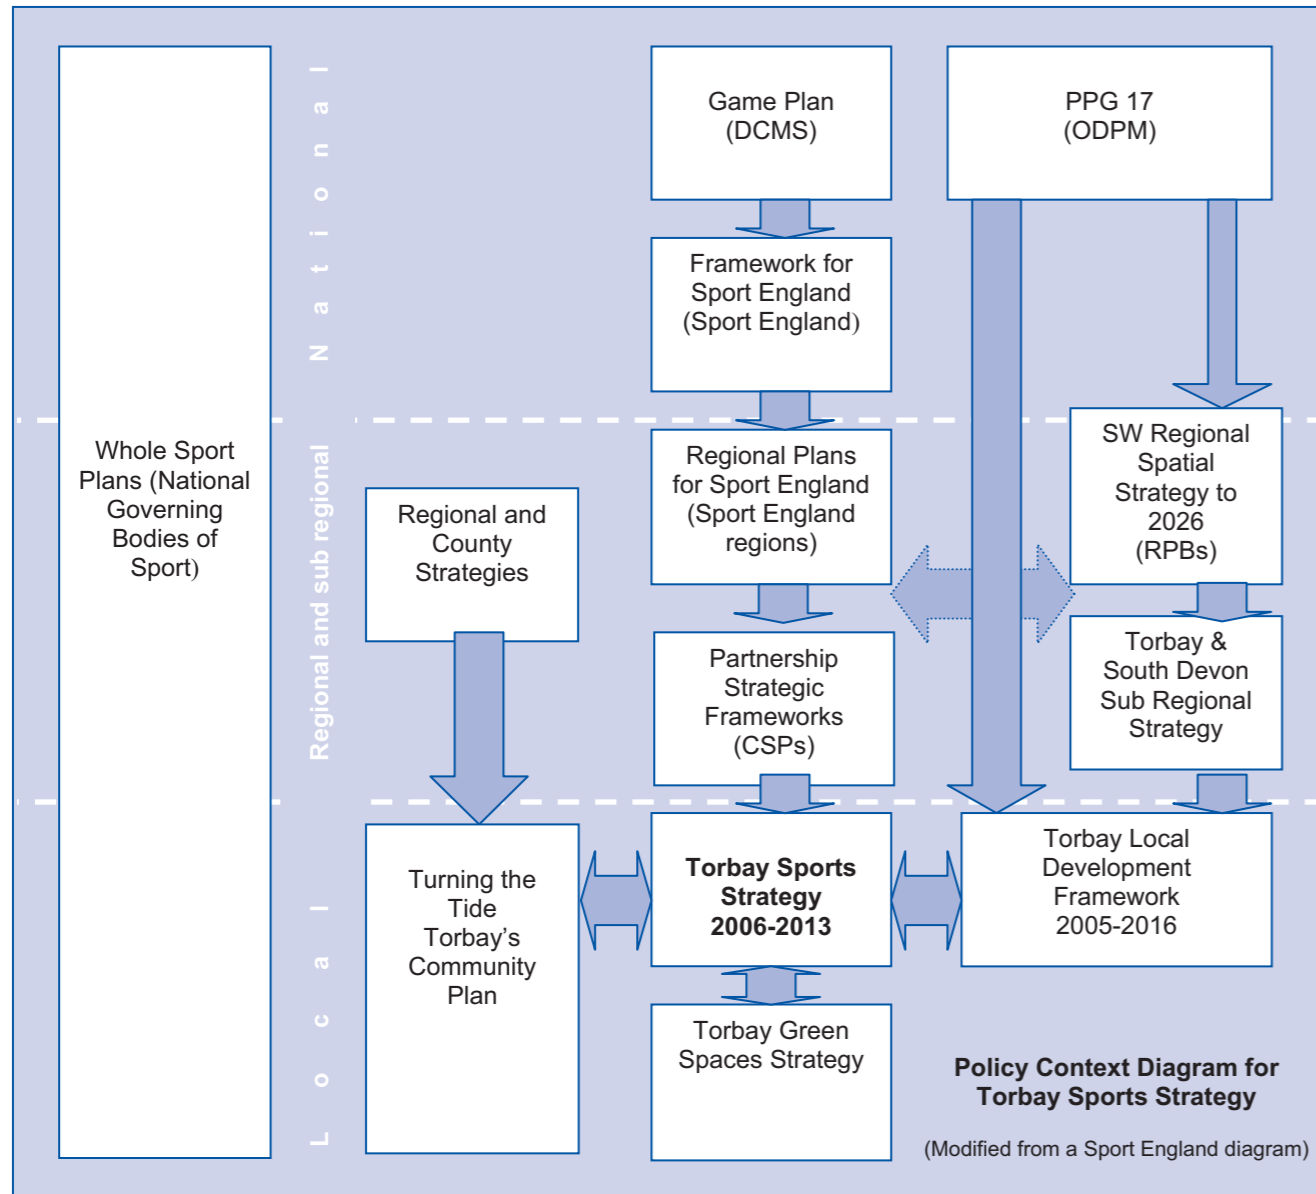 Whole Sport
Plans (National
Governing
Bodies of
Sport)
National
Regional and sub regional
Local
Game Plan
(DCMS)
PPG 17
(ODPM)
Framework for
Sport England
(Sport England)
Regional and
County
Strategies
Regional Plans
for Sport England
(Sport England
regions)
SW Regional
Spatial
Strategy to
2026
(RPBs)
Partnership
Strategic
Frameworks
(CSPs)
Torbay &
South Devon
Sub Regional
Strategy
Turning the
Tide
Torbay’s
Community
Plan
Torbay Sports
Strategy
2006-2013
Torbay Local
Development
Framework
2005-2016
Torbay Green
Spaces Strategy
Policy Context Diagram for
Torbay Sports Strategy
(Modified from a Sport England diagram)